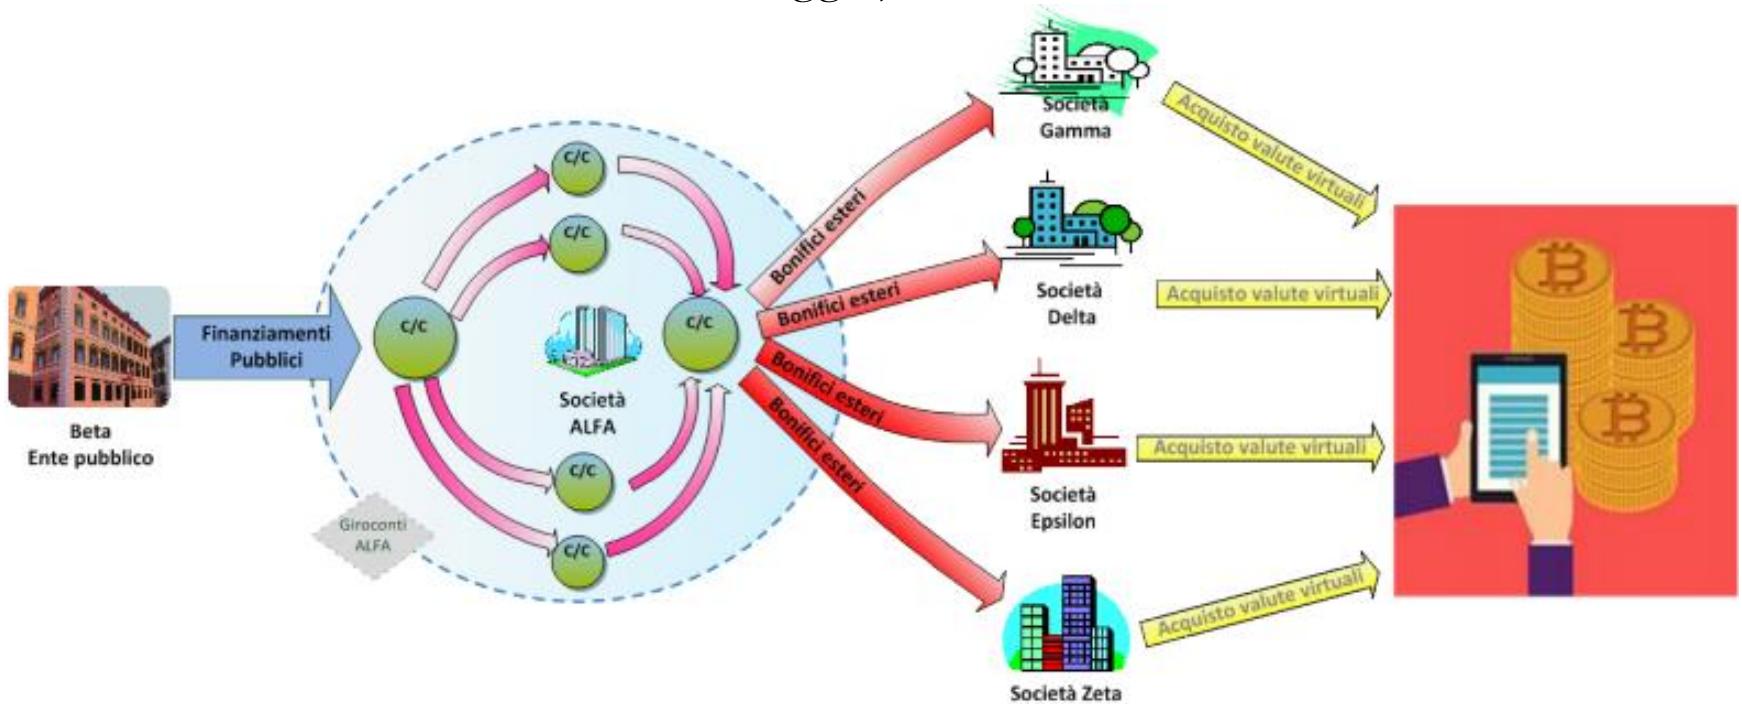 Società
Gamma
Acquisto valute virtuali
C/C
C/C
Bonifici esteri
Società
Delta
Acquisto valute virtuali
Bonifici esteri
Finanziamenti
Pubblici
C/C
C/C
Società
ALFA
Bonifici esteri
Beta
Ente pubblico
Bonifici esteri
Acquisto valute virtuali
C/C
Società
Epsilon
Giroconti
ALFA
C/C
Acquisto valute virtuali
Società Zeta